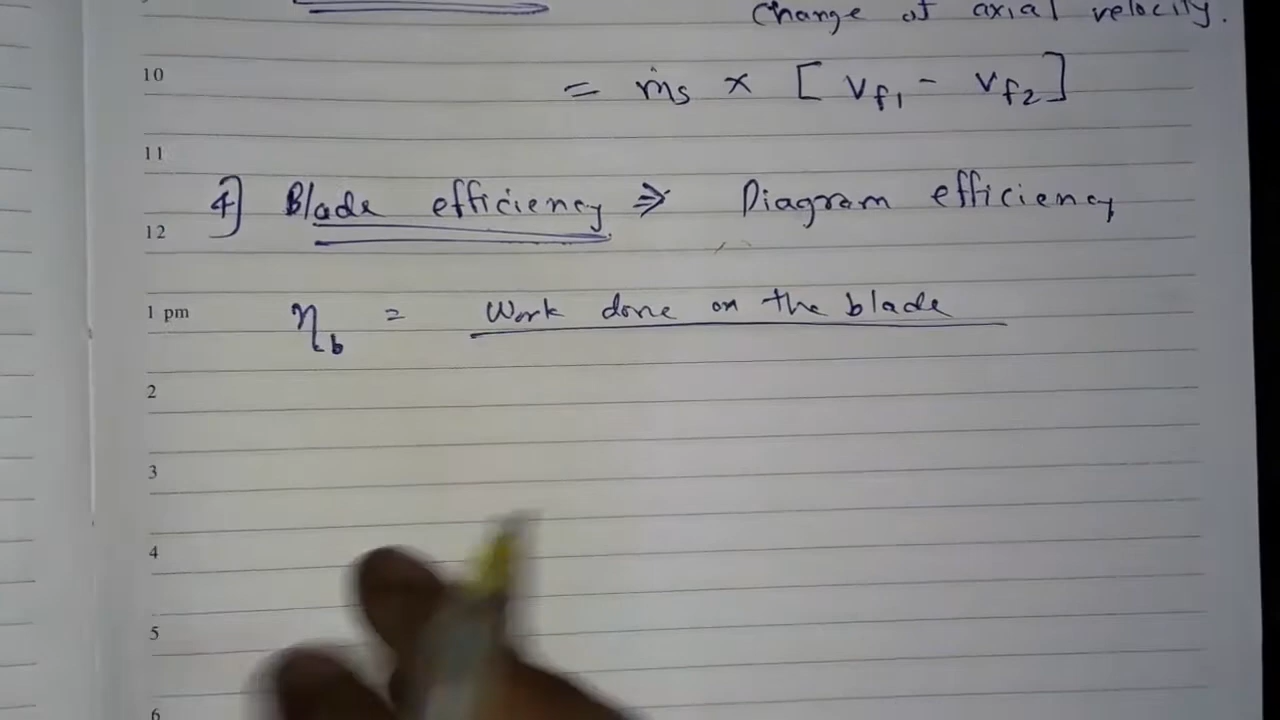 Change of axial velocity.
10
= ṁs × [ Vf1 - Vf2 ]
11
4] Blade efficiency ⇒ Diagram efficiency
12
1 pm ηb = Work done on the blade
2
3
4
5
6